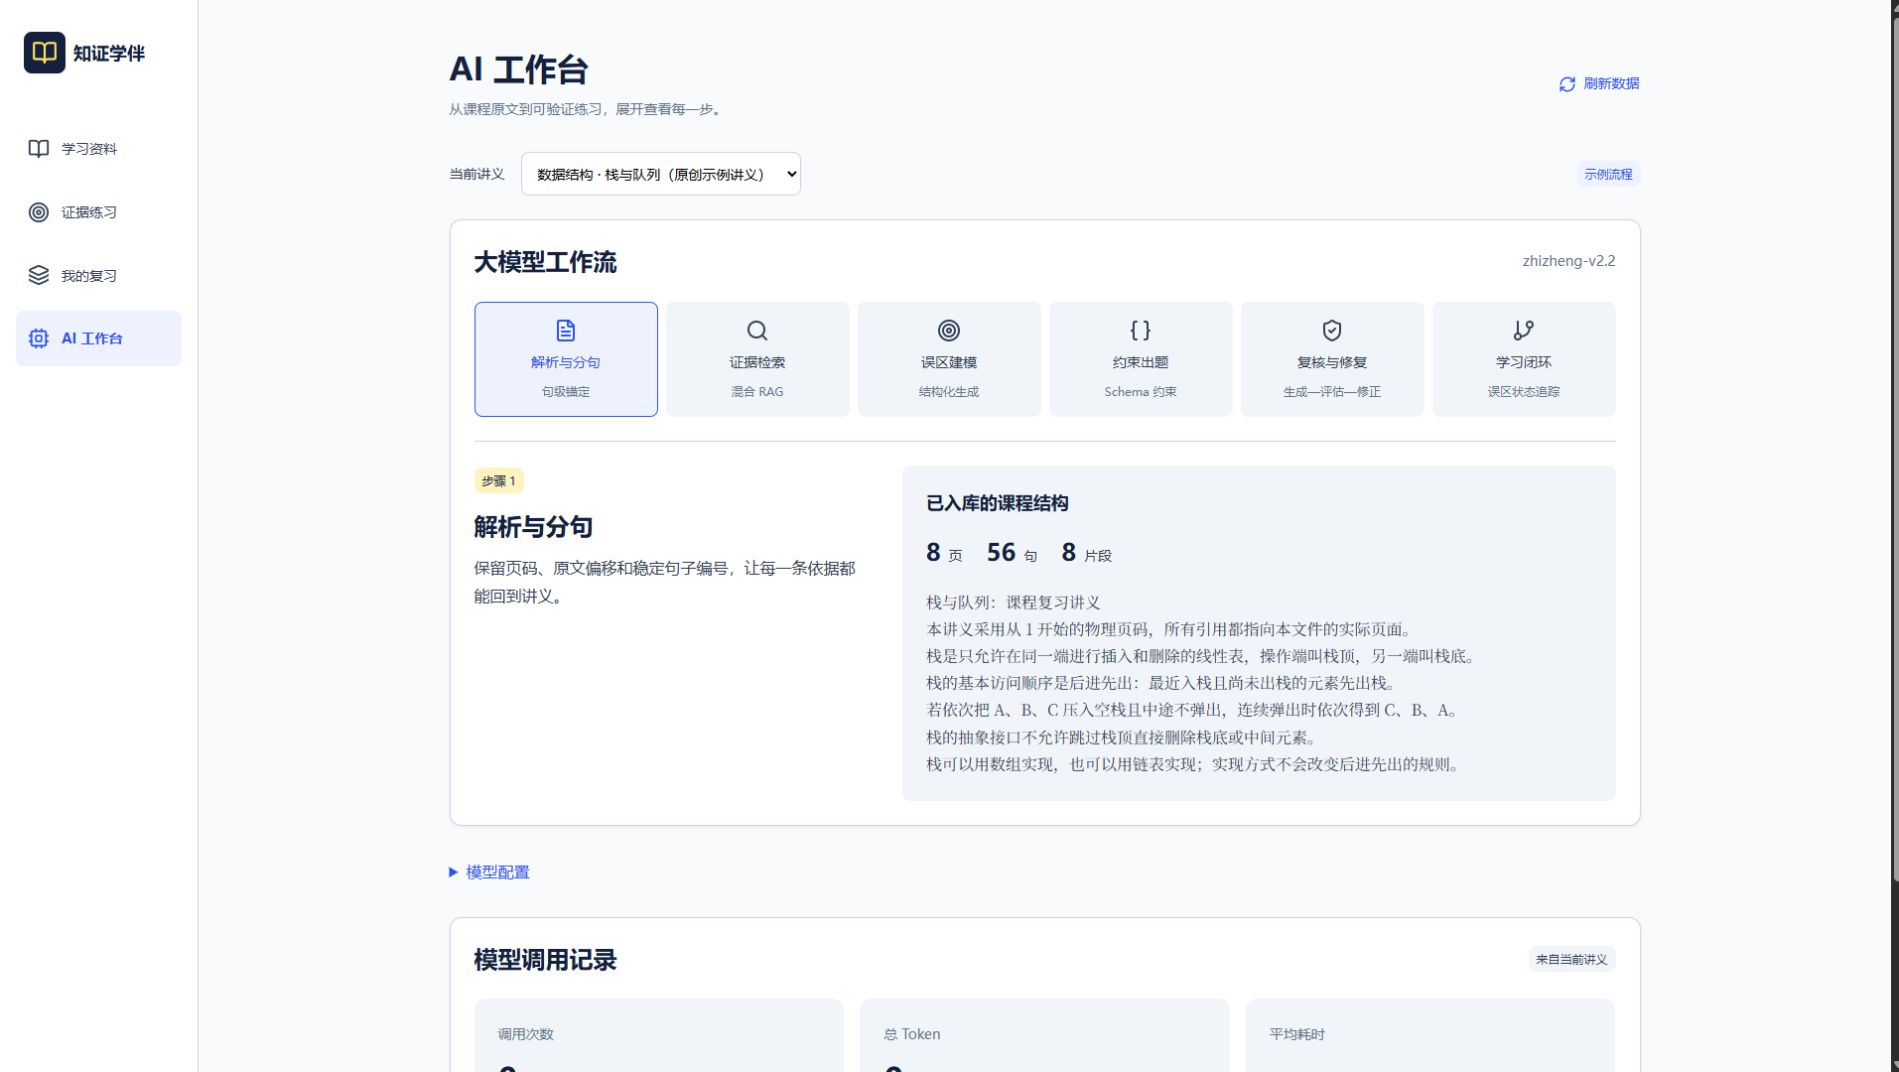 知证学伴
学习资料
证据练习
我的复习
AI 工作台
AI 工作台
从课程原文到可验证练习，展开查看每一步。
刷新数据
当前讲义
数据结构 · 栈与队列（原创示例讲义）
示例流程
大模型工作流
zhizheng-v2.2
解析与分句
句级锚定
证据检索
混合 RAG
误区建模
结构化生成
约束出题
Schema 约束
复核与修复
生成—评估—修正
学习闭环
误区状态追踪
步骤 1
解析与分句
保留页码、原文偏移和稳定句子编号，让每一条依据都
能回到讲义。
已入库的课程结构
8 页 56 句 8 片段
栈与队列：课程复习讲义
本讲义采用从 1 开始的物理页码，所有引用都指向本文件的实际页面。
栈是只允许在同一端进行插入和删除的线性表，操作端叫栈顶，另一端叫栈底。
栈的基本访问顺序是后进先出：最近入栈且尚未出栈的元素先出栈。
若依次把 A、B、C 压入空栈且中途不弹出，连续弹出时依次得到 C、B、A。
栈的抽象接口不允许跳过栈顶直接删除栈底或中间元素。
栈可以用数组实现，也可以用链表实现；实现方式不会改变后进先出的规则。
模型配置
模型调用记录
来自当前讲义
调用次数
总 Token
平均耗时